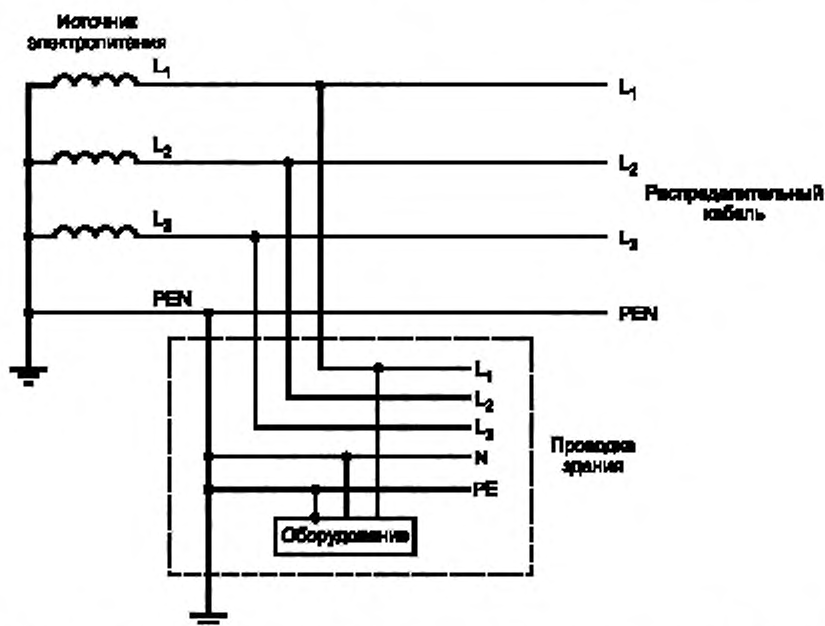 Источник
электропитания
L₁
L₁
L₂
L₂
Распределительный
кабель
L₃
L₃
PEN
PEN
L₁
L₂
L₃
Проводка
здания
N
PE
Оборудование